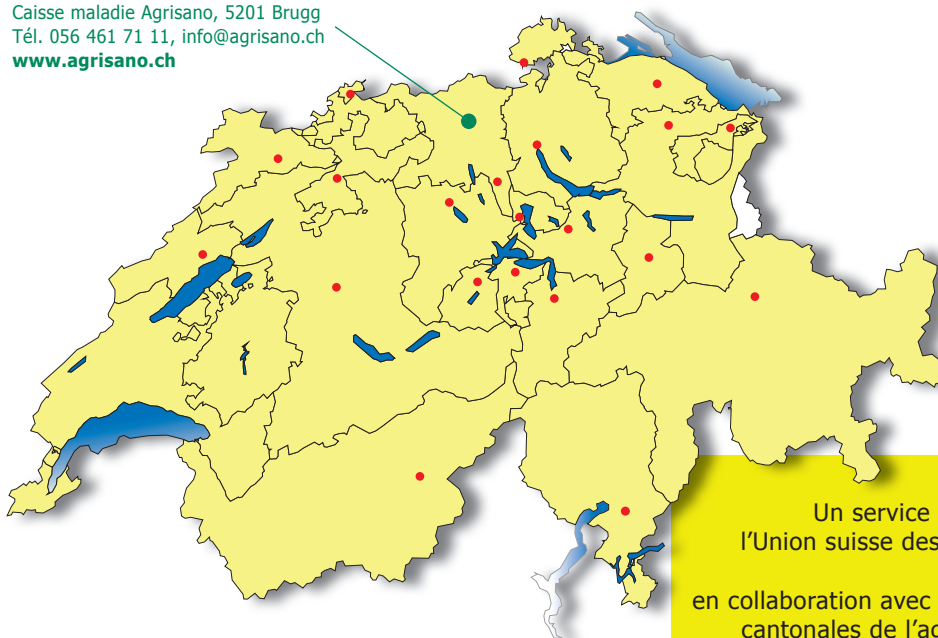 Caisse maladie Agrisano, 5201 Brugg
Tél. 056 461 71 11, info@agrisano.ch
www.agrisano.ch
Un service
l'Union suisse des
en collaboration avec
cantonales de